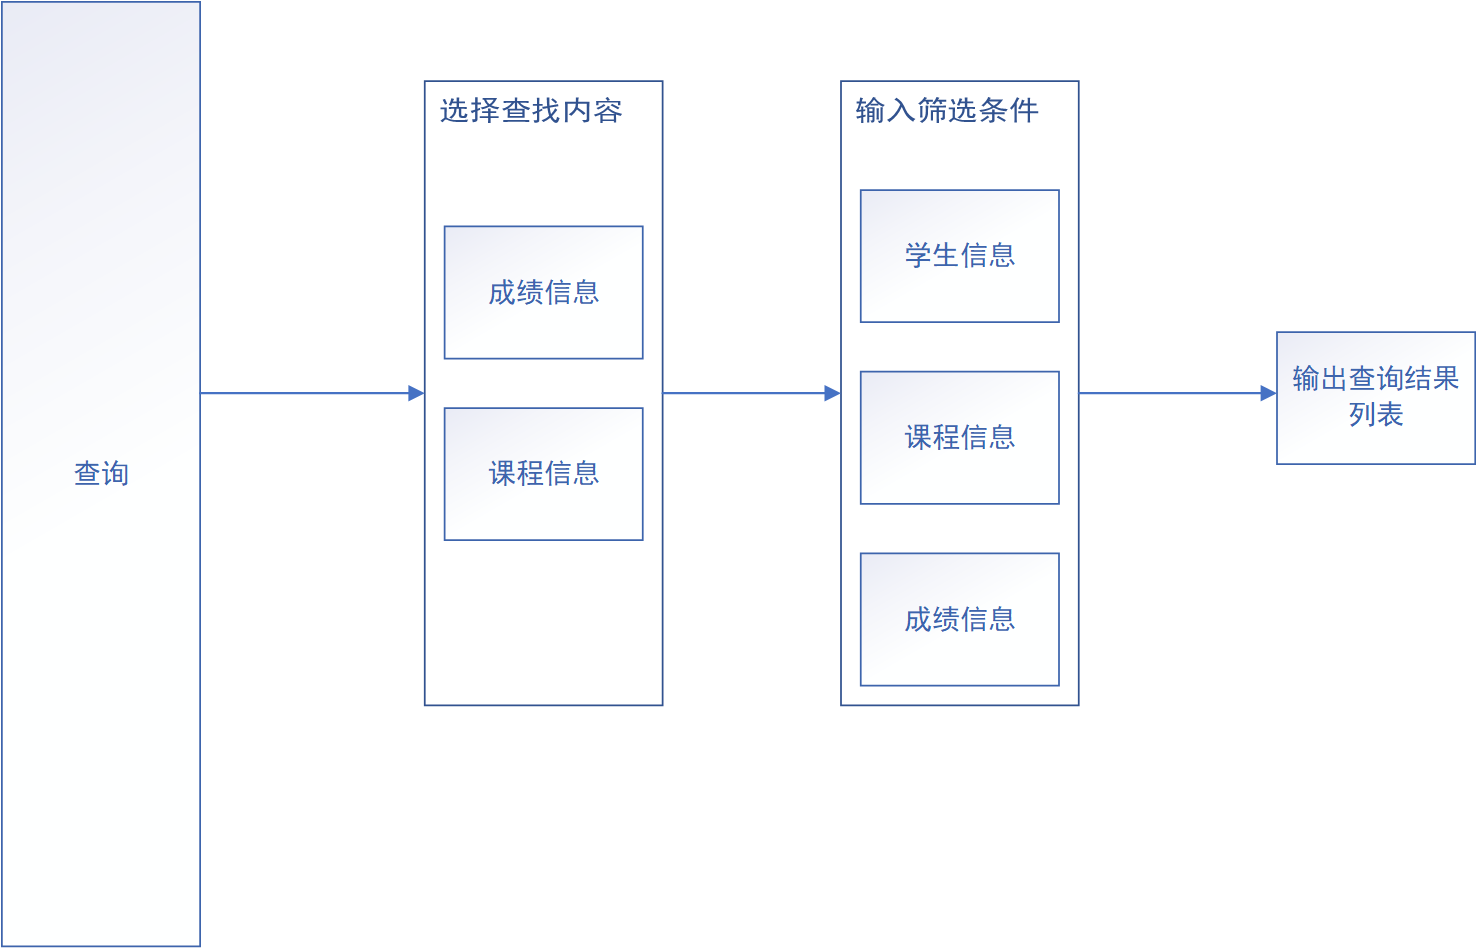 查询
选择查找内容
成绩信息
课程信息
输入筛选条件
学生信息
课程信息
成绩信息
输出查询结果
列表